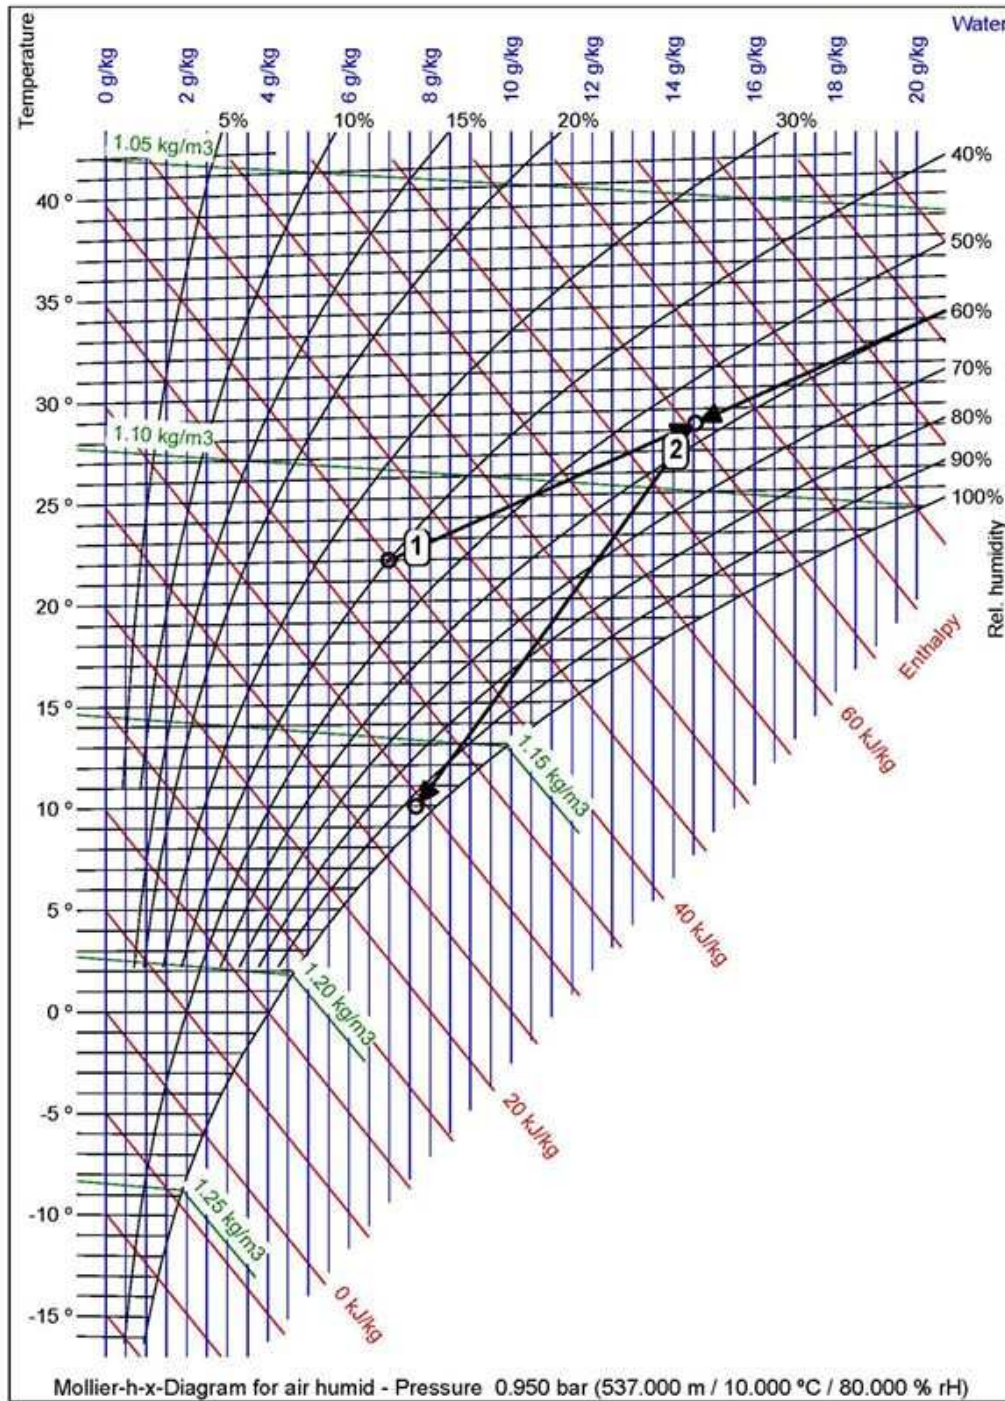 Temperature
Water
0 g/kg
2 g/kg
4 g/kg
6 g/kg
8 g/kg
10 g/kg
12 g/kg
14 g/kg
16 g/kg
18 g/kg
20 g/kg
5%
10%
15%
20%
30%
40%
50%
60%
70%
80%
90%
100%
Rel. humidity
40 °
35 °
30 °
25 °
20 °
15 °
10 °
5 °
0 °
-5 °
-10 °
-15 °
1.05 kg/m3
1.10 kg/m3
1.15 kg/m3
1.20 kg/m3
1.25 kg/m3
1
2
Enthalpy
60 kJ/kg
40 kJ/kg
20 kJ/kg
0 kJ/kg
Mollier-h-x-Diagram for air humid - Pressure 0.950 bar (537.000 m / 10.000 ºC / 80.000 % rH)